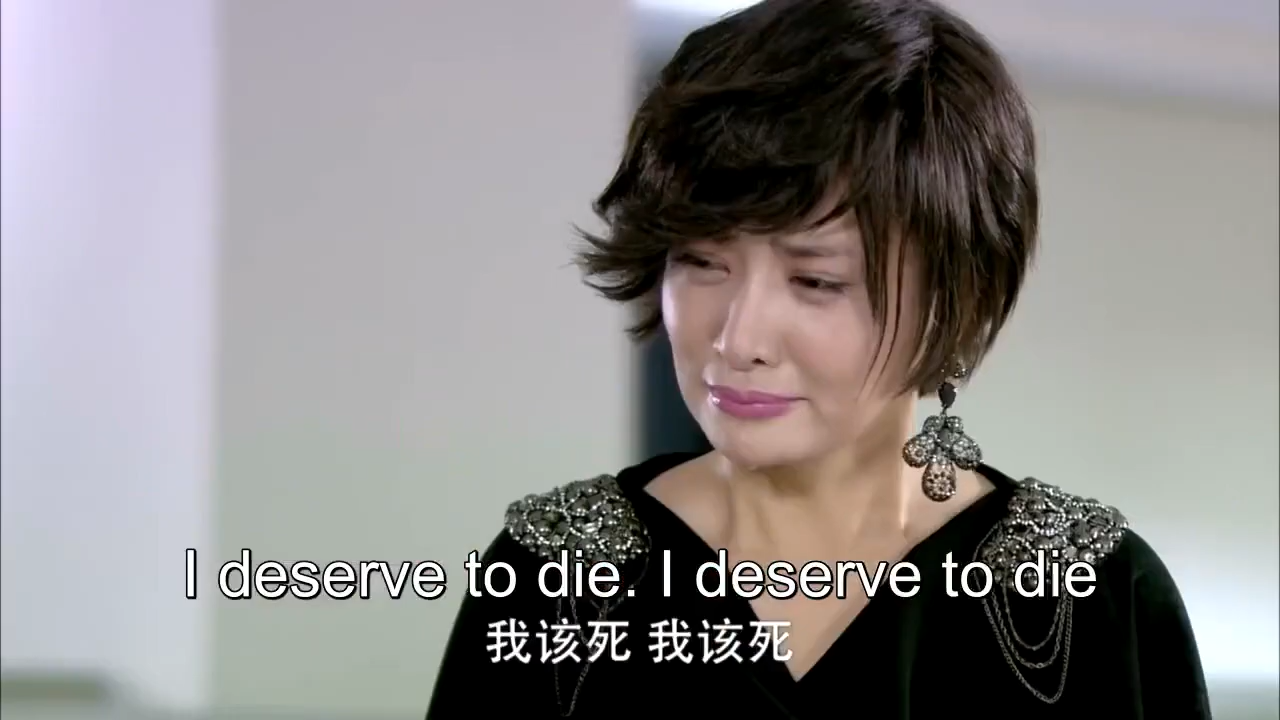 I deserve to die. I deserve to die
我该死 我该死